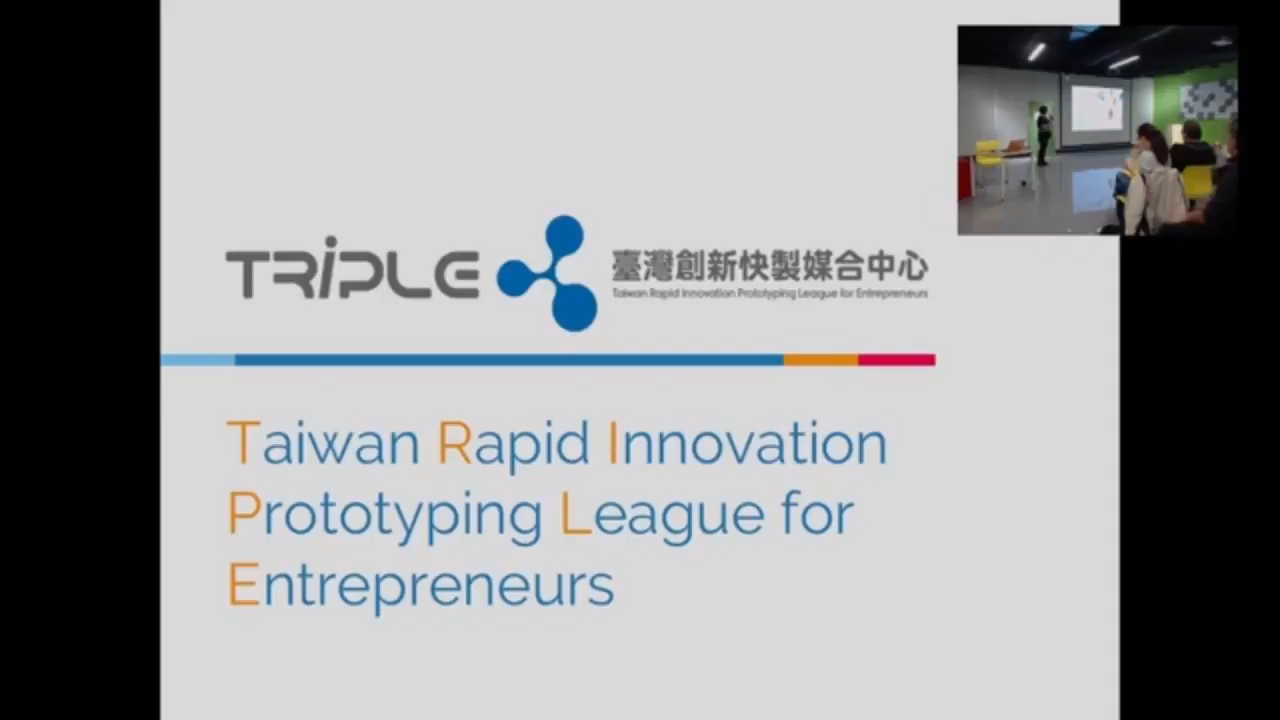 TRIPLE
臺灣創新快製媒合中心
Taiwan Rapid Innovation Prototyping League for Entrepreneurs
Taiwan Rapid Innovation
Prototyping League for
Entrepreneurs